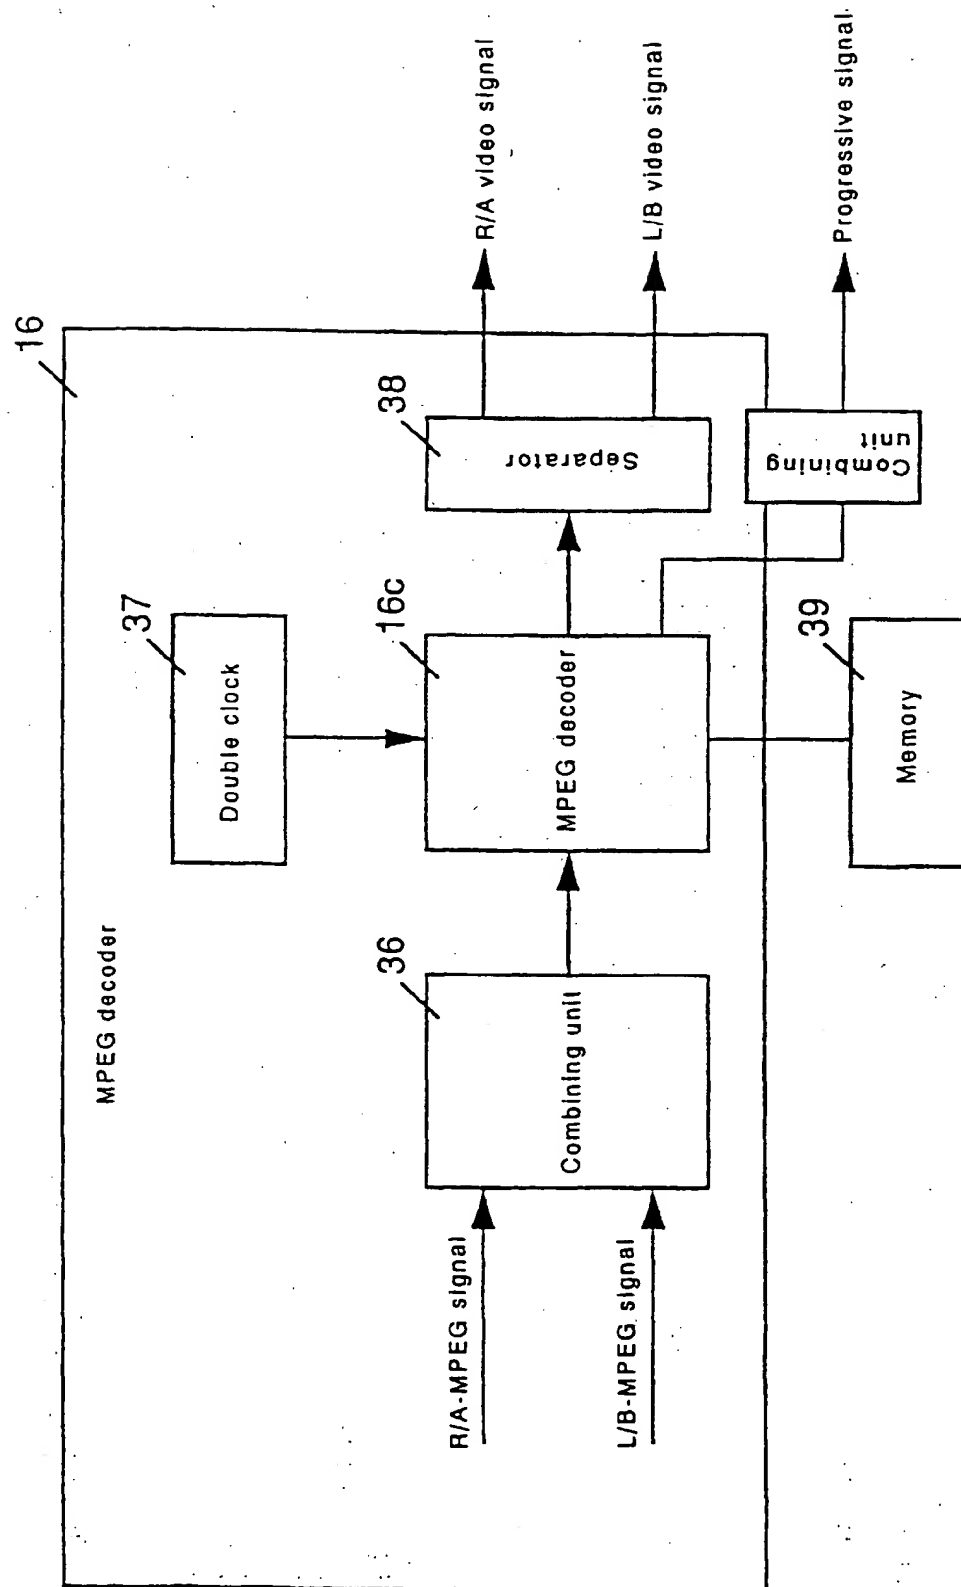 16
MPEG decoder
37
Double clock
R/A-MPEG signal
L/B-MPEG signal
36
Combining unit
16c
MPEG decoder
38
Separator
R/A video signal
L/B video signal
Combining
unit
Progressive signal
39
Memory